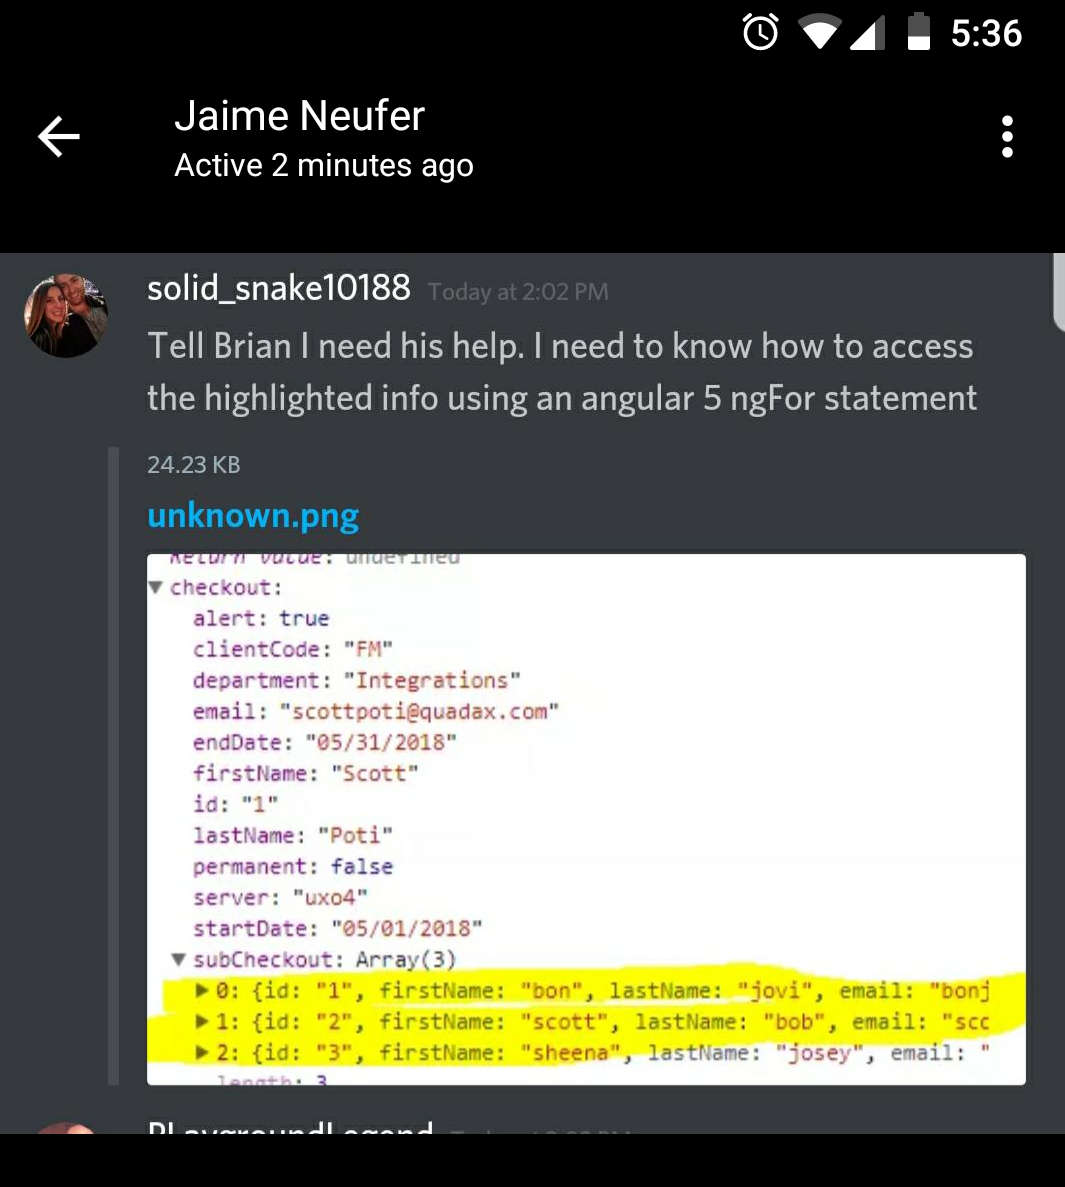 5:36
Jaime Neufer
Active 2 minutes ago
solid_snake10188 Today at 2:02 PM
Tell Brian I need his help. I need to know how to access
the highlighted info using an angular 5 ngFor statement
24.23 KB
unknown.png
Return value: undefined
checkout:
alert: true
clientCode: "FM"
department: "Integrations"
email: "scottpoti@quadax.com"
endDate: "05/31/2018"
firstName: "Scott"
id: "1"
lastName: "Poti"
permanent: false
server: "uxo4"
startDate: "05/01/2018"
subCheckout: Array(3)
0: {id: "1", firstName: "bon", lastName: "jovi", email: "bonj
1: {id: "2", firstName: "scott", lastName: "bob", email: "scc
2: {id: "3", firstName: "sheena", lastName: "josey", email: "
length: 3
PLaygroundLegend